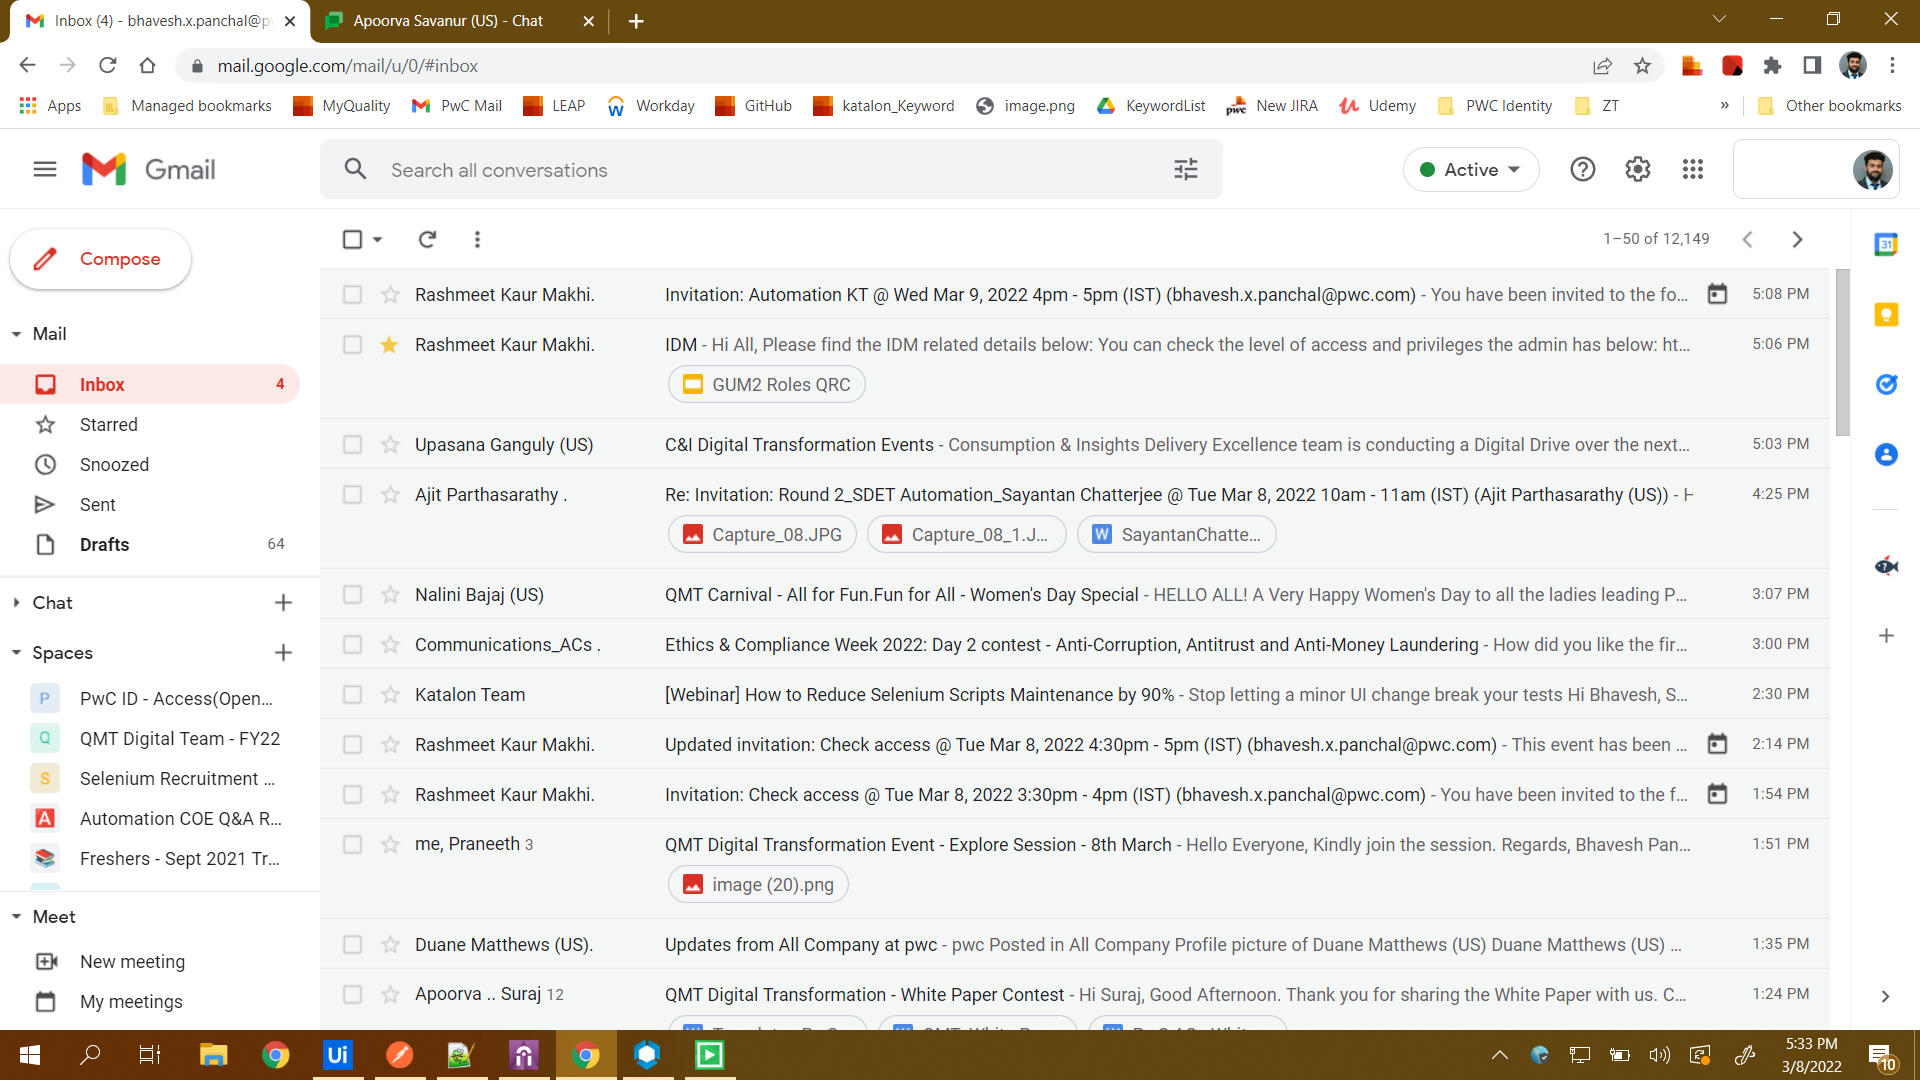 Inbox (4) - bhavesh.x.panchal@p
Apoorva Savanur (US) - Chat
mail.google.com/mail/u/0/#inbox
Apps
Managed bookmarks
MyQuality
PwC Mail
LEAP
Workday
GitHub
katalon_Keyword
image.png
KeywordList
pwc
New JIRA
Udemy
PWC Identity
ZT
»
Other bookmarks
Gmail
Search all conversations
Active
Compose
1–50 of 12,149
31
Mail
Inbox 4
Starred
Snoozed
Sent
Drafts 64
Chat
Spaces
P PwC ID - Access(Open...
Q QMT Digital Team - FY22
S Selenium Recruitment ...
A Automation COE Q&A R...
Freshers - Sept 2021 Tr...
Meet
New meeting
My meetings
Rashmeet Kaur Makhi. Invitation: Automation KT @ Wed Mar 9, 2022 4pm - 5pm (IST) (bhavesh.x.panchal@pwc.com) - You have been invited to the fo... 5:08 PM
Rashmeet Kaur Makhi. IDM - Hi All, Please find the IDM related details below: You can check the level of access and privileges the admin has below: ht... 5:06 PM
GUM2 Roles QRC
Upasana Ganguly (US) C&I Digital Transformation Events - Consumption & Insights Delivery Excellence team is conducting a Digital Drive over the next... 5:03 PM
Ajit Parthasarathy . Re: Invitation: Round 2_SDET Automation_Sayantan Chatterjee @ Tue Mar 8, 2022 10am - 11am (IST) (Ajit Parthasarathy (US)) - H 4:25 PM
Capture_08.JPG Capture_08_1.J... W SayantanChatte...
Nalini Bajaj (US) QMT Carnival - All for Fun.Fun for All - Women's Day Special - HELLO ALL! A Very Happy Women's Day to all the ladies leading P... 3:07 PM
Communications_ACs . Ethics & Compliance Week 2022: Day 2 contest - Anti-Corruption, Antitrust and Anti-Money Laundering - How did you like the fir... 3:00 PM
Katalon Team [Webinar] How to Reduce Selenium Scripts Maintenance by 90% - Stop letting a minor UI change break your tests Hi Bhavesh, S... 2:30 PM
Rashmeet Kaur Makhi. Updated invitation: Check access @ Tue Mar 8, 2022 4:30pm - 5pm (IST) (bhavesh.x.panchal@pwc.com) - This event has been ... 2:14 PM
Rashmeet Kaur Makhi. Invitation: Check access @ Tue Mar 8, 2022 3:30pm - 4pm (IST) (bhavesh.x.panchal@pwc.com) - You have been invited to the f... 1:54 PM
me, Praneeth 3 QMT Digital Transformation Event - Explore Session - 8th March - Hello Everyone, Kindly join the session. Regards, Bhavesh Pan... 1:51 PM
image (20).png
Duane Matthews (US). Updates from All Company at pwc - pwc Posted in All Company Profile picture of Duane Matthews (US) Duane Matthews (US) ... 1:35 PM
Apoorva .. Suraj 12 QMT Digital Transformation - White Paper Contest - Hi Suraj, Good Afternoon. Thank you for sharing the White Paper with us. C... 1:24 PM
Ui
5:33 PM
3/8/2022
10